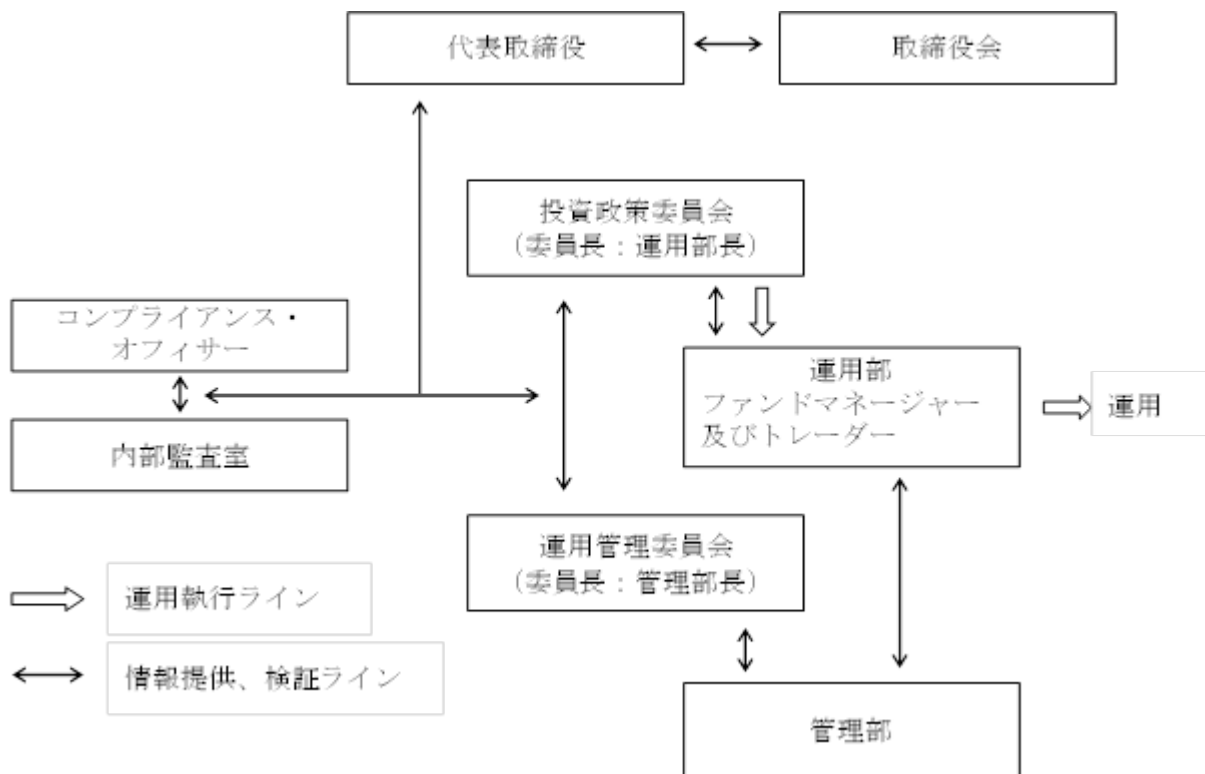 代表取締役
取締役会
投資政策委員会
(委員長:運用部長)
コンプライアンス・
オフィサー
運用部
ファンドマネージャー
及びトレーダー
運用
内部監査室
運用管理委員会
(委員長:管理部長)
運用執行ライン
情報提供、検証ライン
管理部